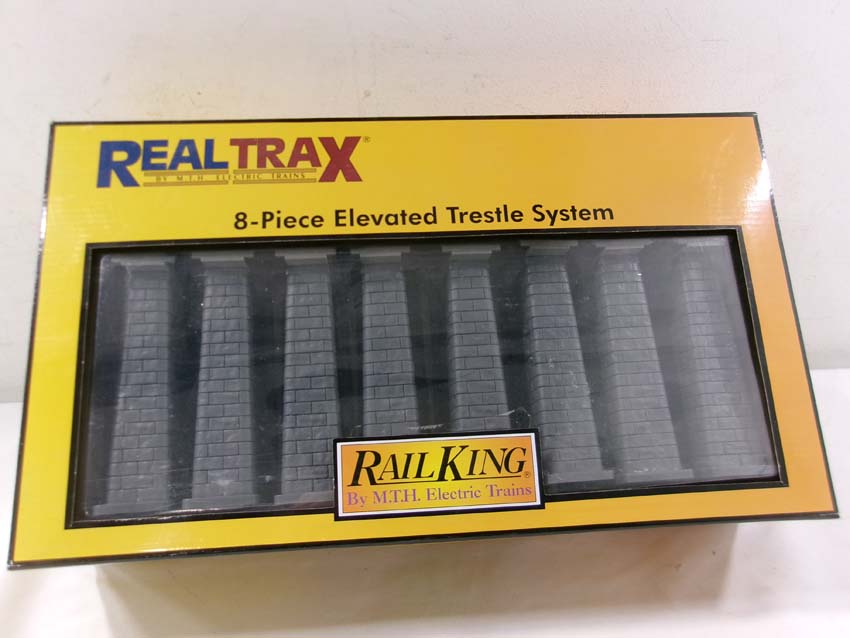 REALTRAX®
BY M.T.H. ELECTRIC TRAINS
8-Piece Elevated Trestle System
RAILKING®
By M.T.H. Electric Trains